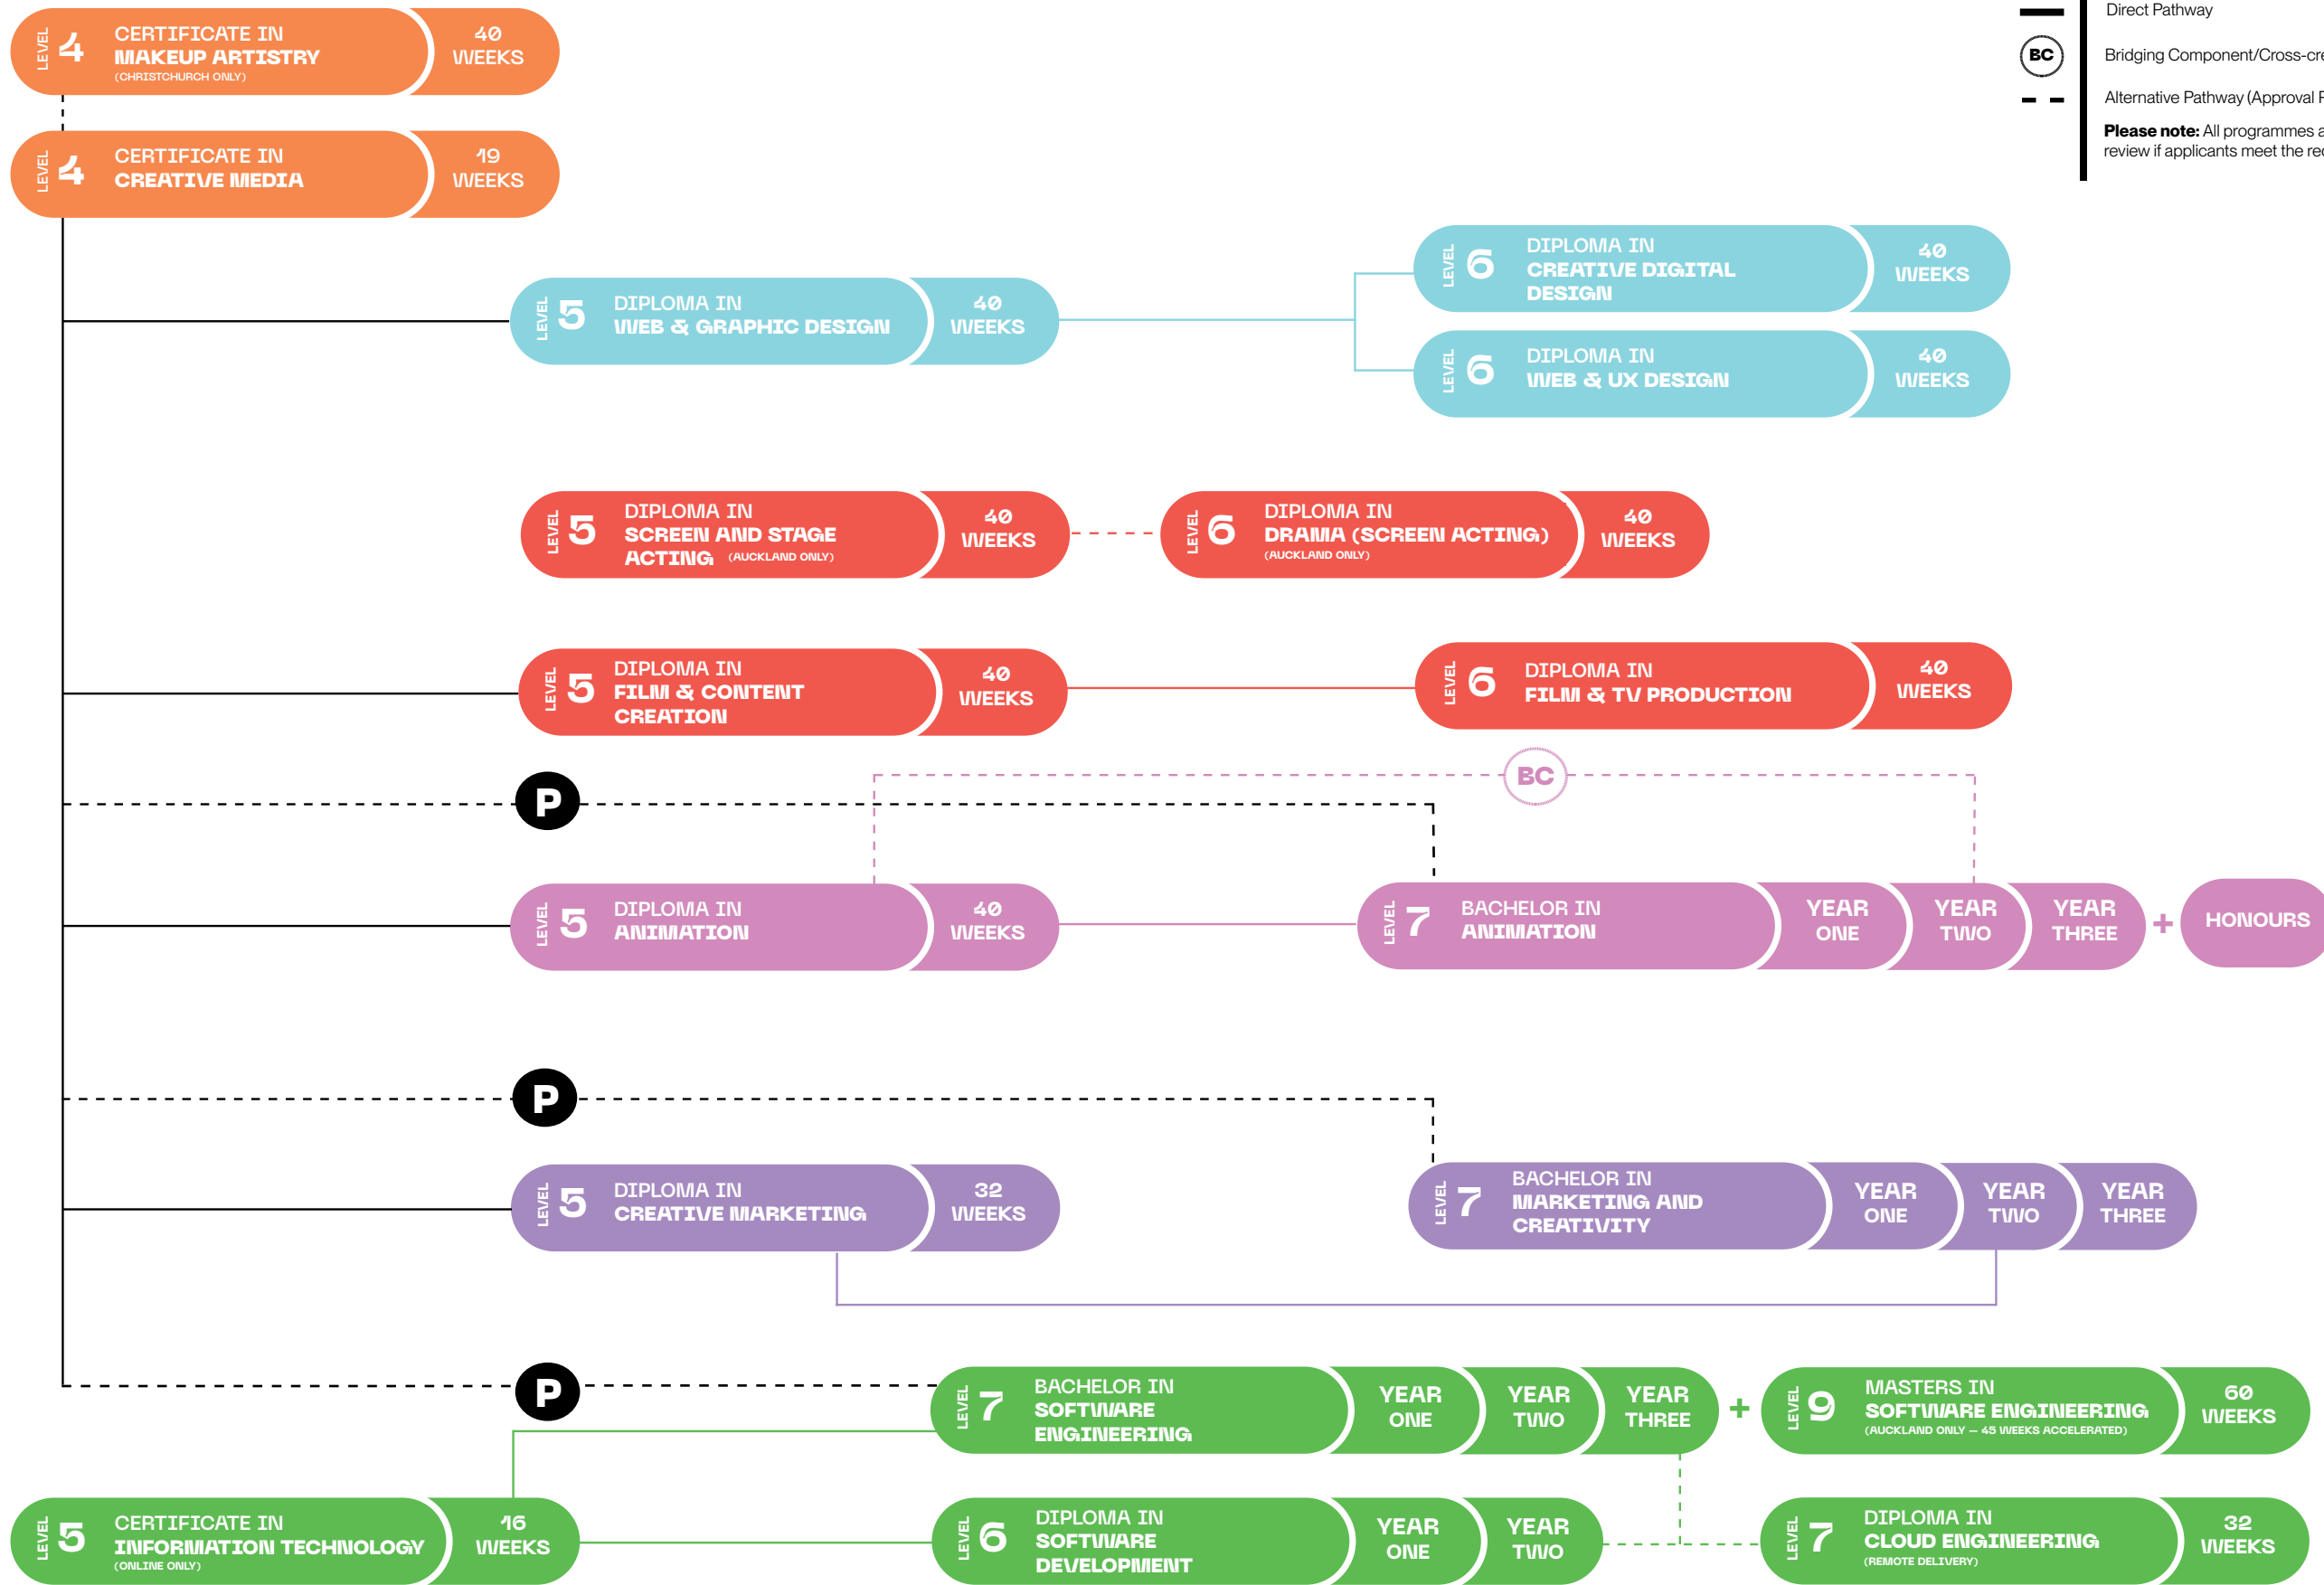 LEVEL 4
CERTIFICATE IN
MAKEUP ARTISTRY
(CHRISTCHURCH ONLY)
40
WEEKS
Direct Pathway
BC
Bridging Component/Cross-cre
Alternative Pathway (Approval
Please note: All programmes a
review if applicants meet the re
LEVEL 4
CERTIFICATE IN
CREATIVE MEDIA
19
WEEKS
LEVEL 5
DIPLOMA IN
WEB & GRAPHIC DESIGN
40
WEEKS
LEVEL 6
DIPLOMA IN
CREATIVE DIGITAL
DESIGN
40
WEEKS
LEVEL 6
DIPLOMA IN
WEB & UX DESIGN
40
WEEKS
LEVEL 5
DIPLOMA IN
SCREEN AND STAGE
ACTING (AUCKLAND ONLY)
40
WEEKS
LEVEL 6
DIPLOMA IN
DRAMA (SCREEN ACTING)
(AUCKLAND ONLY)
40
WEEKS
LEVEL 5
DIPLOMA IN
FILM & CONTENT
CREATION
40
WEEKS
LEVEL 6
DIPLOMA IN
FILM & TV PRODUCTION
40
WEEKS
BC
P
LEVEL 5
DIPLOMA IN
ANIMATION
40
WEEKS
LEVEL 7
BACHELOR IN
ANIMATION
YEAR
ONE
YEAR
TWO
YEAR
THREE
+
HONOURS
P
LEVEL 5
DIPLOMA IN
CREATIVE MARKETING
32
WEEKS
LEVEL 7
BACHELOR IN
MARKETING AND
CREATIVITY
YEAR
ONE
YEAR
TWO
YEAR
THREE
P
LEVEL 7
BACHELOR IN
SOFTWARE
ENGINEERING
YEAR
ONE
YEAR
TWO
YEAR
THREE
+
LEVEL 9
MASTERS IN
SOFTWARE ENGINEERING
(AUCKLAND ONLY – 45 WEEKS ACCELERATED)
60
WEEKS
LEVEL 5
CERTIFICATE IN
INFORMATION TECHNOLOGY
(ONLINE ONLY)
16
WEEKS
LEVEL 6
DIPLOMA IN
SOFTWARE
DEVELOPMENT
YEAR
ONE
YEAR
TWO
LEVEL 7
DIPLOMA IN
CLOUD ENGINEERING
(REMOTE DELIVERY)
32
WEEKS